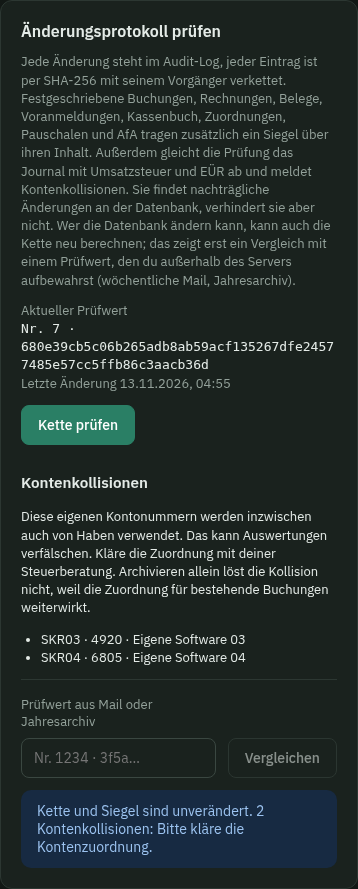 Änderungsprotokoll prüfen
Jede Änderung steht im Audit-Log, jeder Eintrag ist
per SHA-256 mit seinem Vorgänger verkettet.
Festgeschriebene Buchungen, Rechnungen, Belege,
Voranmeldungen, Kassenbuch, Zuordnungen,
Pauschalen und AfA tragen zusätzlich ein Siegel über
ihren Inhalt. Außerdem gleicht die Prüfung das
Journal mit Umsatzsteuer und EÜR ab und meldet
Kontenkollisionen. Sie findet nachträgliche
Änderungen an der Datenbank, verhindert sie aber
nicht. Wer die Datenbank ändern kann, kann auch die
Kette neu berechnen; das zeigt erst ein Vergleich mit
einem Prüfwert, den du außerhalb des Servers
aufbewahrst (wöchentliche Mail, Jahresarchiv).
Aktueller Prüfwert
Nr. 7 ·
680e39cb5c06b265adb8ab59acf135267dfe2457
7485e57cc5ffb86c3aacb36d
Letzte Änderung 13.11.2026, 04:55
Kette prüfen
Kontenkollisionen
Diese eigenen Kontonummern werden inzwischen
auch von Haben verwendet. Das kann Auswertungen
verfälschen. Kläre die Zuordnung mit deiner
Steuerberatung. Archivieren allein löst die Kollision
nicht, weil die Zuordnung für bestehende Buchungen
weiterwirkt.
• SKR03 · 4920 · Eigene Software 03
• SKR04 · 6805 · Eigene Software 04
Prüfwert aus Mail oder
Jahresarchiv
Nr. 1234 · 3f5a…
Vergleichen
Kette und Siegel sind unverändert. 2
Kontenkollisionen: Bitte kläre die
Kontenzuordnung.